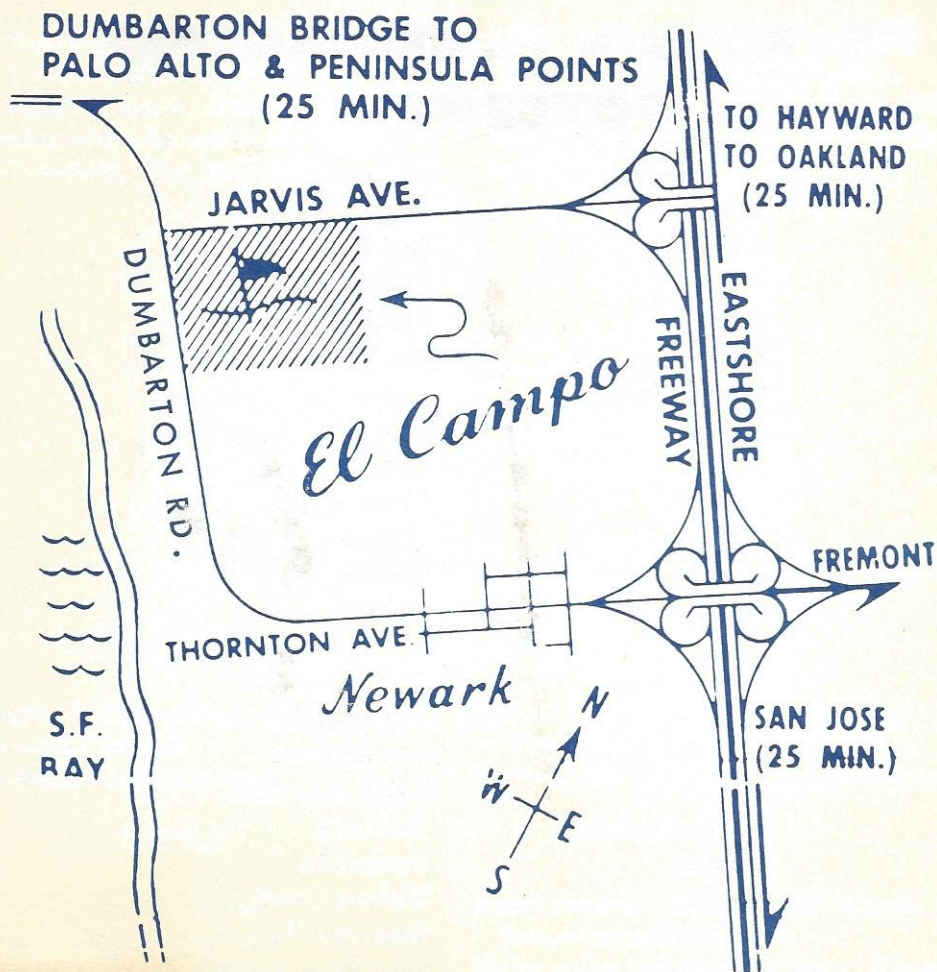 DUMBARTON BRIDGE TO
PALO ALTO & PENINSULA POINTS
(25 MIN.)
TO HAYWARD
TO OAKLAND
(25 MIN.)
JARVIS AVE.
DUMBARTON RD.
EASTSHORE
FREEWAY
El Campo
FREMONT
THORNTON AVE.
Newark
S.F.
BAY
SAN JOSE
(25 MIN.)
N
W
E
S